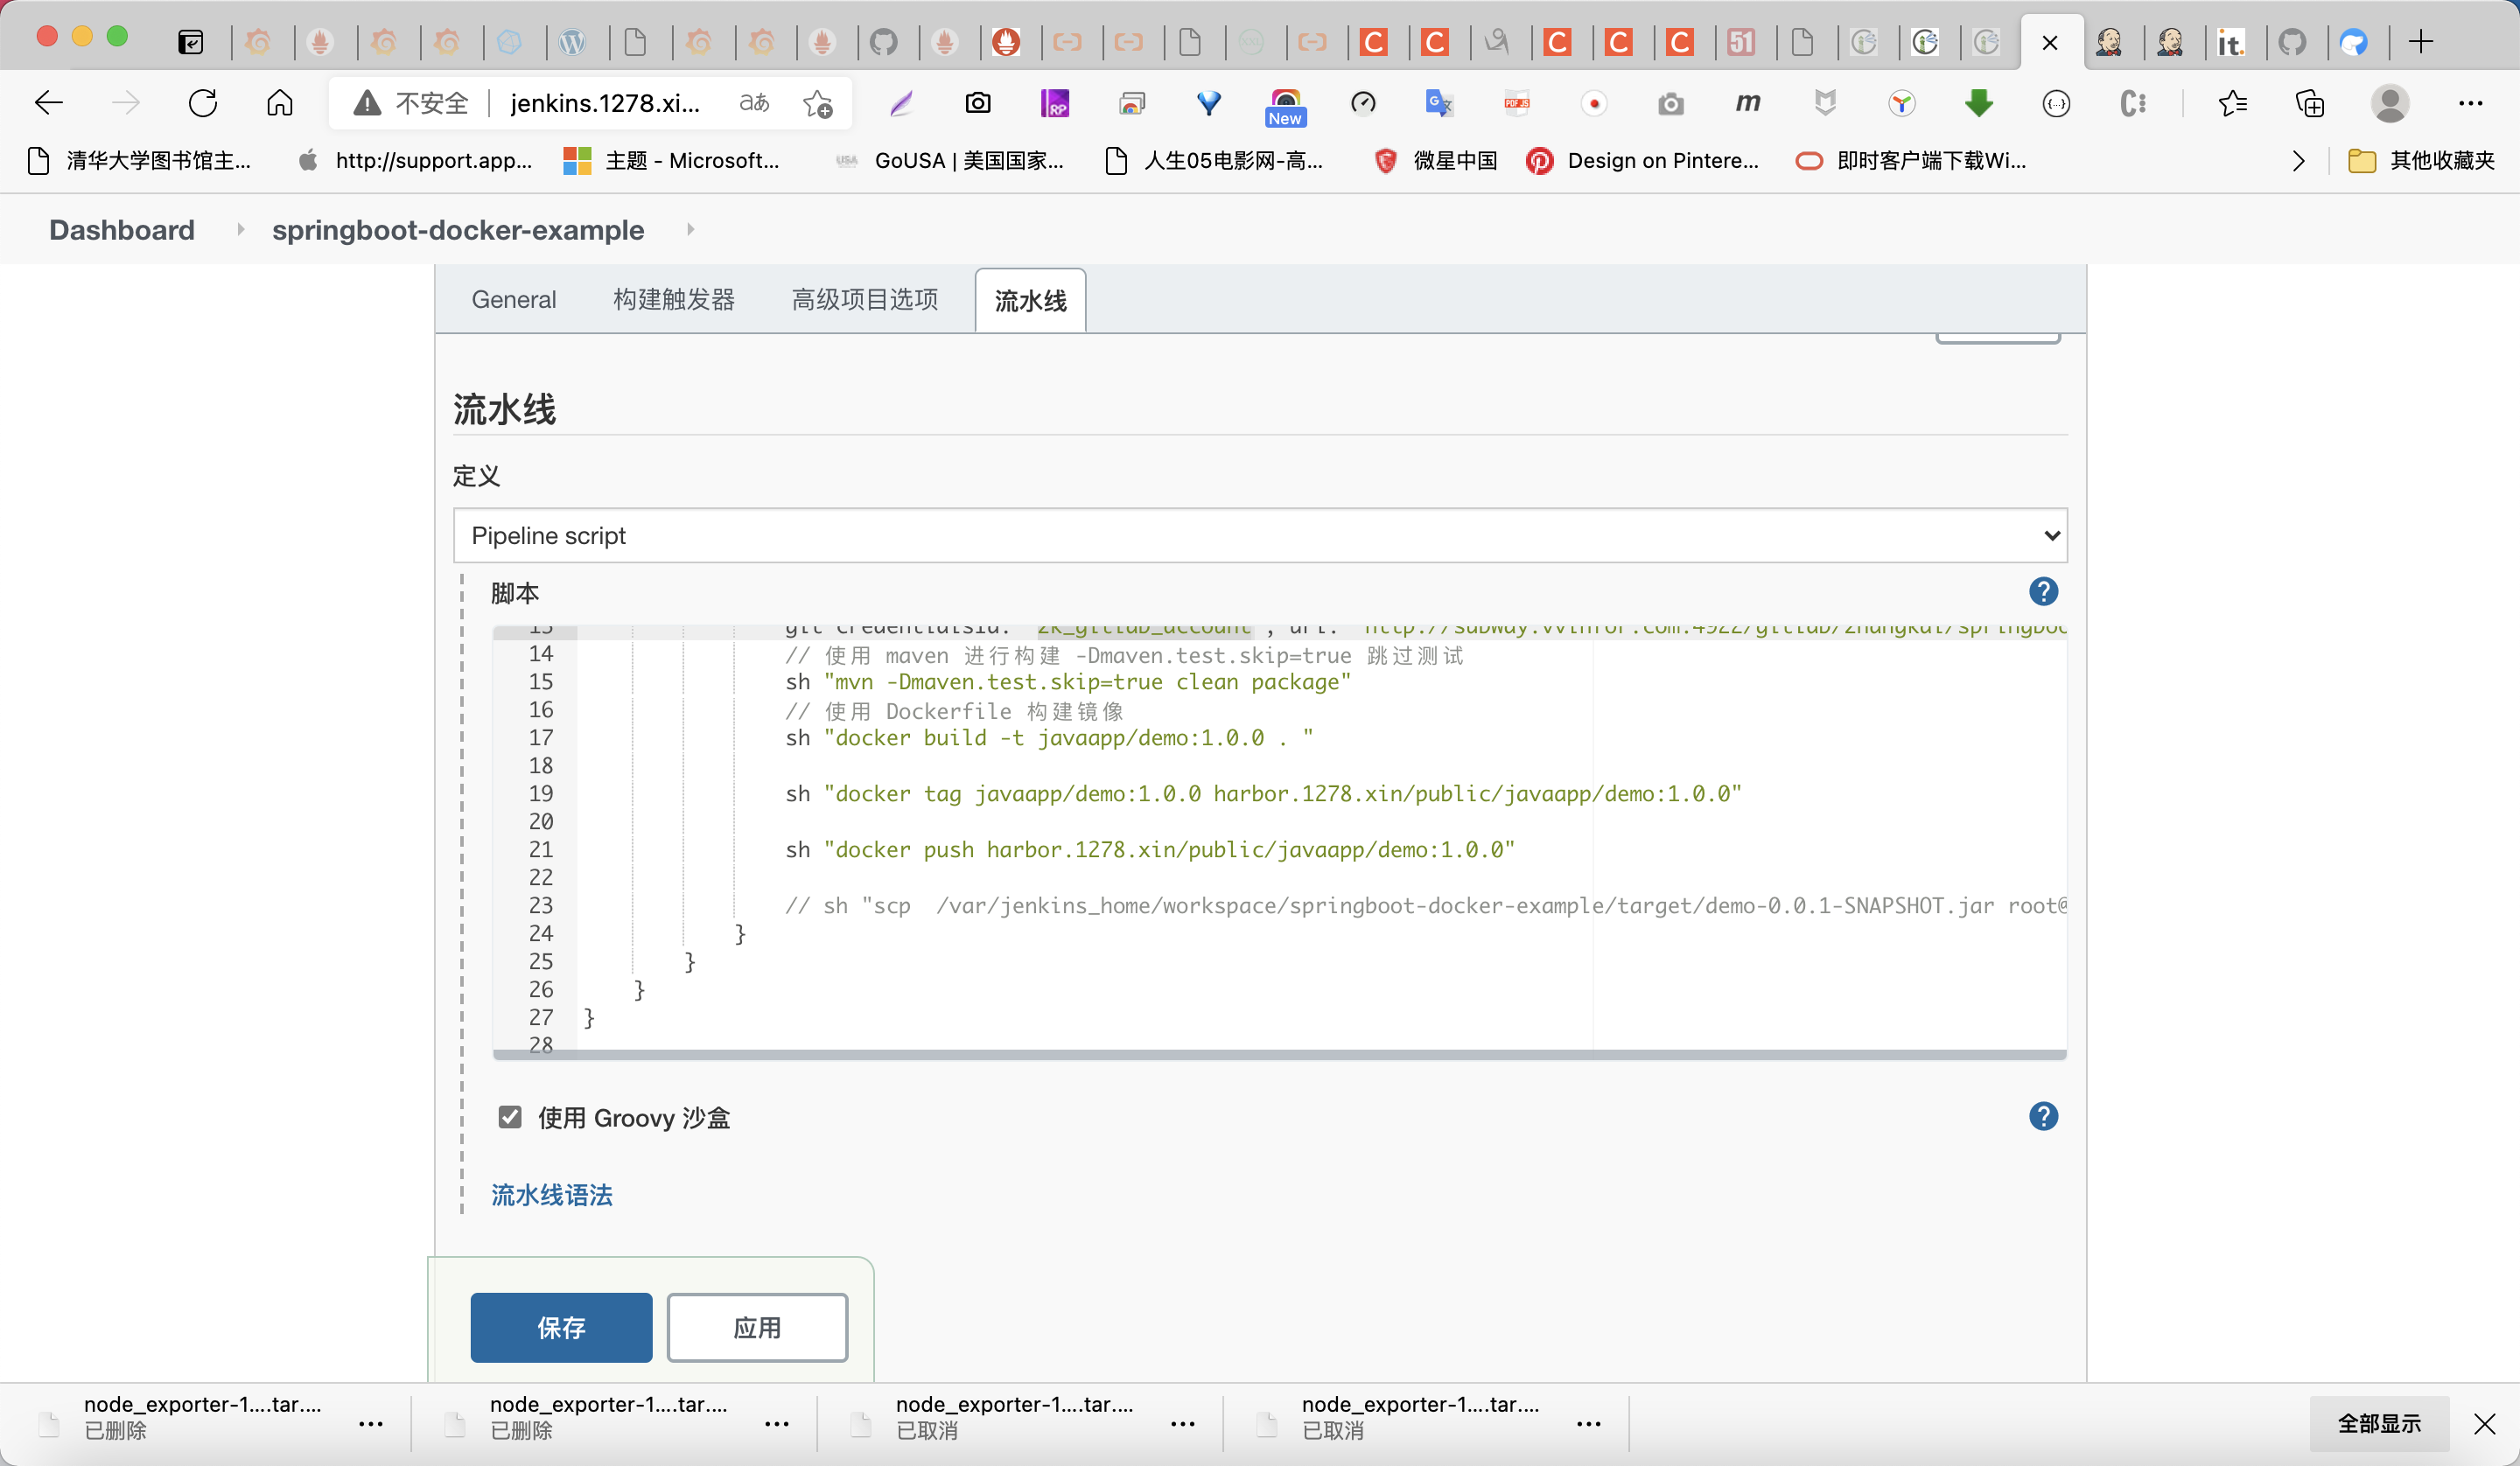 不安全 jenkins.1278.xi... aあ
New
清华大学图书馆主... http://support.app... 主题 - Microsoft... GoUSA | 美国国家... 人生05电影网-高... 微星中国 Design on Pintere... 即时客户端下载Wi... 其他收藏夹
Dashboard springboot-docker-example
General 构建触发器 高级项目选项 流水线
流水线
定义
Pipeline script
脚本
git credentialsId: zk_gitlab_account , url:
14 // 使用 maven 进行构建 -Dmaven.test.skip=true 跳过测试
15 sh "mvn -Dmaven.test.skip=true clean package"
16 // 使用 Dockerfile 构建镜像
17 sh "docker build -t javaapp/demo:1.0.0 . "
18
19 sh "docker tag javaapp/demo:1.0.0 harbor.1278.xin/public/javaapp/demo:1.0.0"
20
21 sh "docker push harbor.1278.xin/public/javaapp/demo:1.0.0"
22
23 // sh "scp  /var/jenkins_home/workspace/springboot-docker-example/target/demo-0.0.1-SNAPSHOT.jar root@
24 }
25 }
26 }
27 }
28
使用 Groovy 沙盒
流水线语法
保存 应用
node_exporter-1....tar.... node_exporter-1....tar.... node_exporter-1....tar.... node_exporter-1....tar....
已删除 已删除 已取消 已取消
全部显示